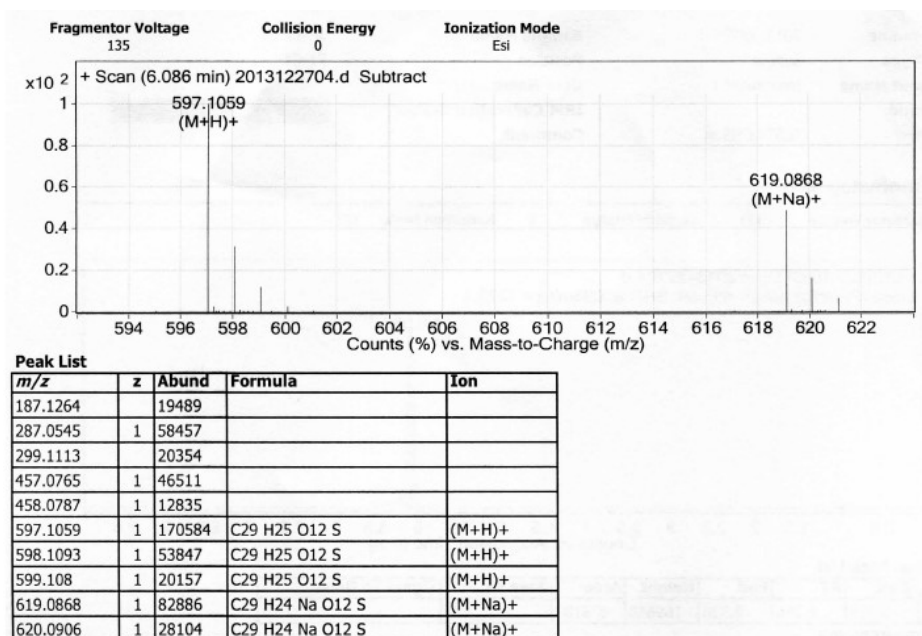 Fragmentor Voltage Collision Energy Ionization Mode
135 0 Esi
x10 2
+ Scan (6.086 min) 2013122704.d Subtract
1
597.1059
(M+H)+
0.8
0.6
619.0868
(M+Na)+
0.4
0.2
0
594 596 598 600 602 604 606 608 610 612 614 616 618 620 622
Counts (%) vs. Mass-to-Charge (m/z)
Peak List
m/z z Abund Formula Ion
187.1264 19489
287.0545 1 58457
299.1113 20354
457.0765 1 46511
458.0787 1 12835
597.1059 1 170584 C29 H25 O12 S (M+H)+
598.1093 1 53847 C29 H25 O12 S (M+H)+
599.108 1 20157 C29 H25 O12 S (M+H)+
619.0868 1 82886 C29 H24 Na O12 S (M+Na)+
620.0906 1 28104 C29 H24 Na O12 S (M+Na)+